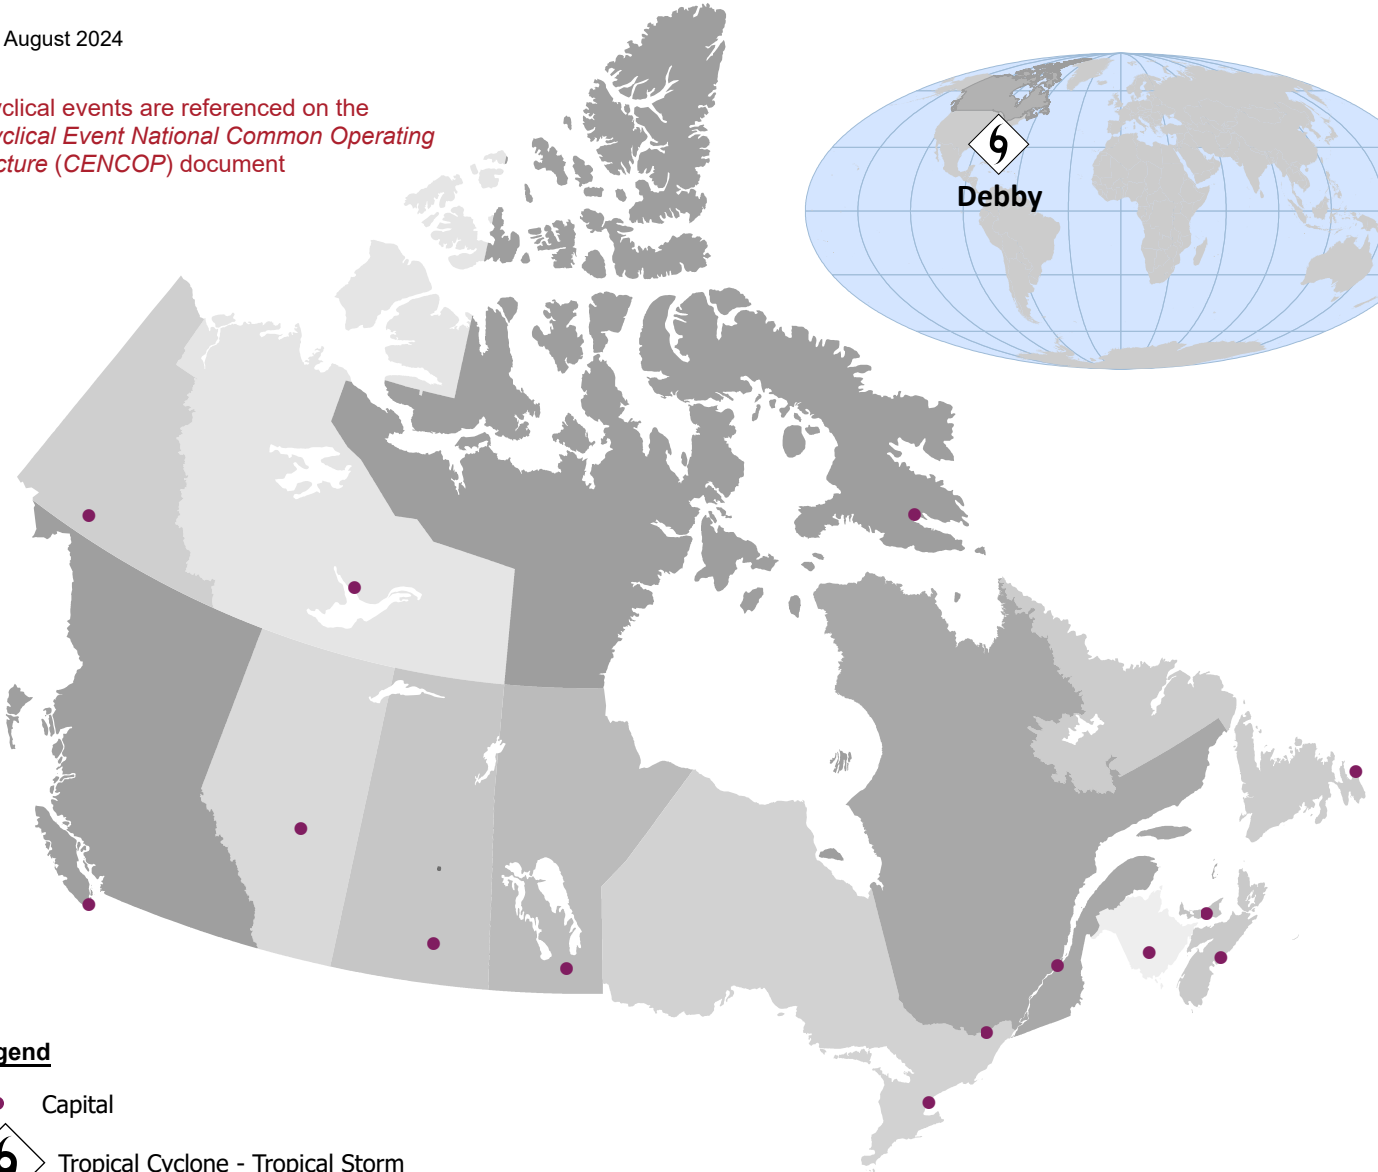 August 2024
yclical events are referenced on the
yclical Event National Common Operating
cture (CENCOP) document
Debby
gend
Capital
Tropical Cyclone - Tropical Storm